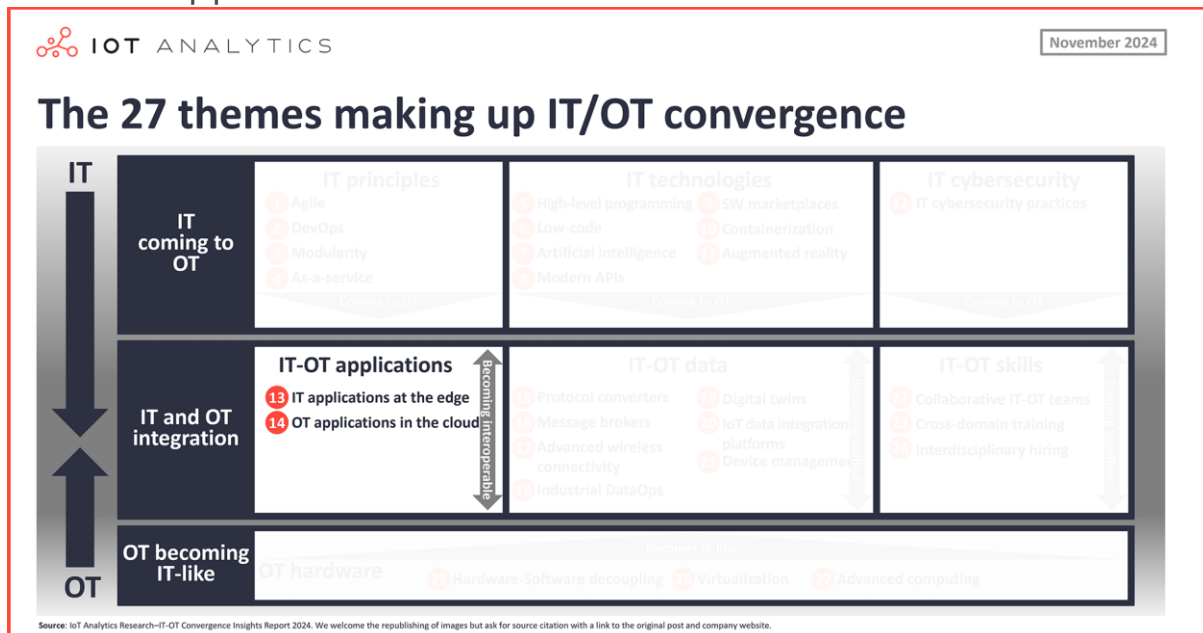 IOT ANALYTICS
November 2024
The 27 themes making up IT/OT convergence
IT
IT
coming to
OT
IT principles
1 Agile
2 DevOps
3 Modularity
4 As-a-service
Coming to OT
IT technologies
5 High-level programming
6 Low-code
7 Artificial intelligence
8 Modern APIs
9 SW marketplaces
10 Containerization
11 Augmented reality
Coming to OT
IT cybersecurity
12 IT cybersecurity practices
Coming to OT
IT and OT
integration
IT-OT applications
13 IT applications at the edge
14 OT applications in the cloud
Becoming interoperable
IT-OT data
15 Protocol converters
16 Message brokers
17 Advanced wireless
connectivity
18 Industrial DataOps
19 Digital twins
20 IoT data integration
platforms
21 Device managemen
IT-OT skills
22 Collaborative IT-OT teams
23 Cross-domain training
24 Interdisciplinary hiring
OT becoming
IT-like
Becomes IT-like
OT hardware
25 Hardware-Software decoupling
26 Virtualization
27 Advanced computing
OT
Source: IoT Analytics Research–IT-OT Convergence Insights Report 2024. We welcome the republishing of images but ask for source citation with a link to the original post and company website.